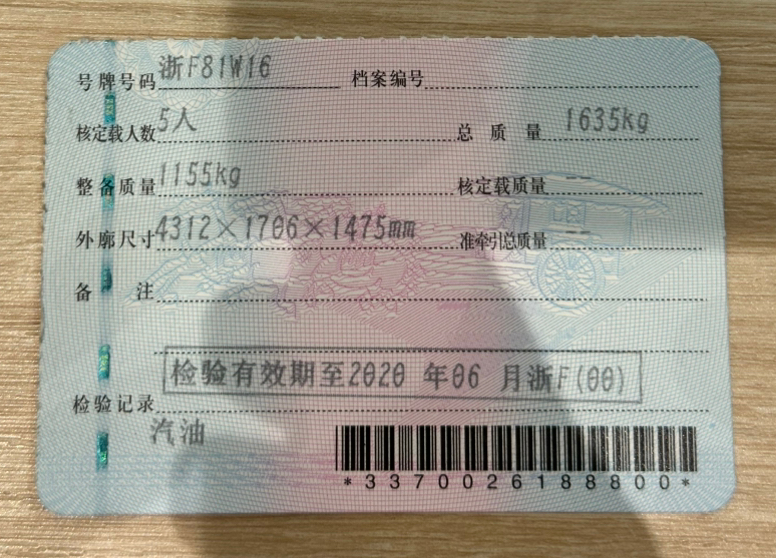 号牌号码 浙F81W16 档案编号
核定载人数 5人 总质量 1635kg
整备质量 1155kg 核定载质量 --
外廓尺寸 4312×1706×1475mm 准牵引总质量 --
备注
检验有效期至2020 年06 月浙F(00)
检验记录
汽油
*3370026188800*